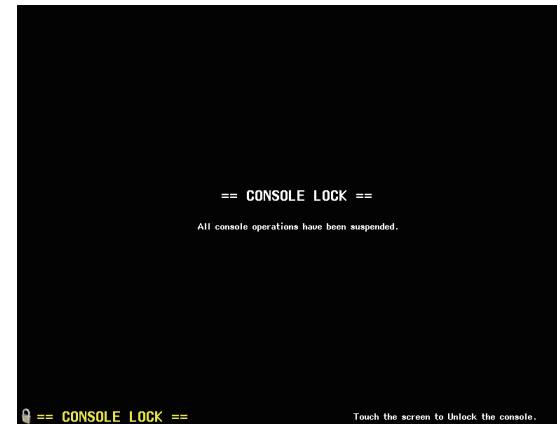 == CONSOLE LOCK ==
All console operations have been suspended.
== CONSOLE LOCK ==
Touch the screen to Unlock the console.